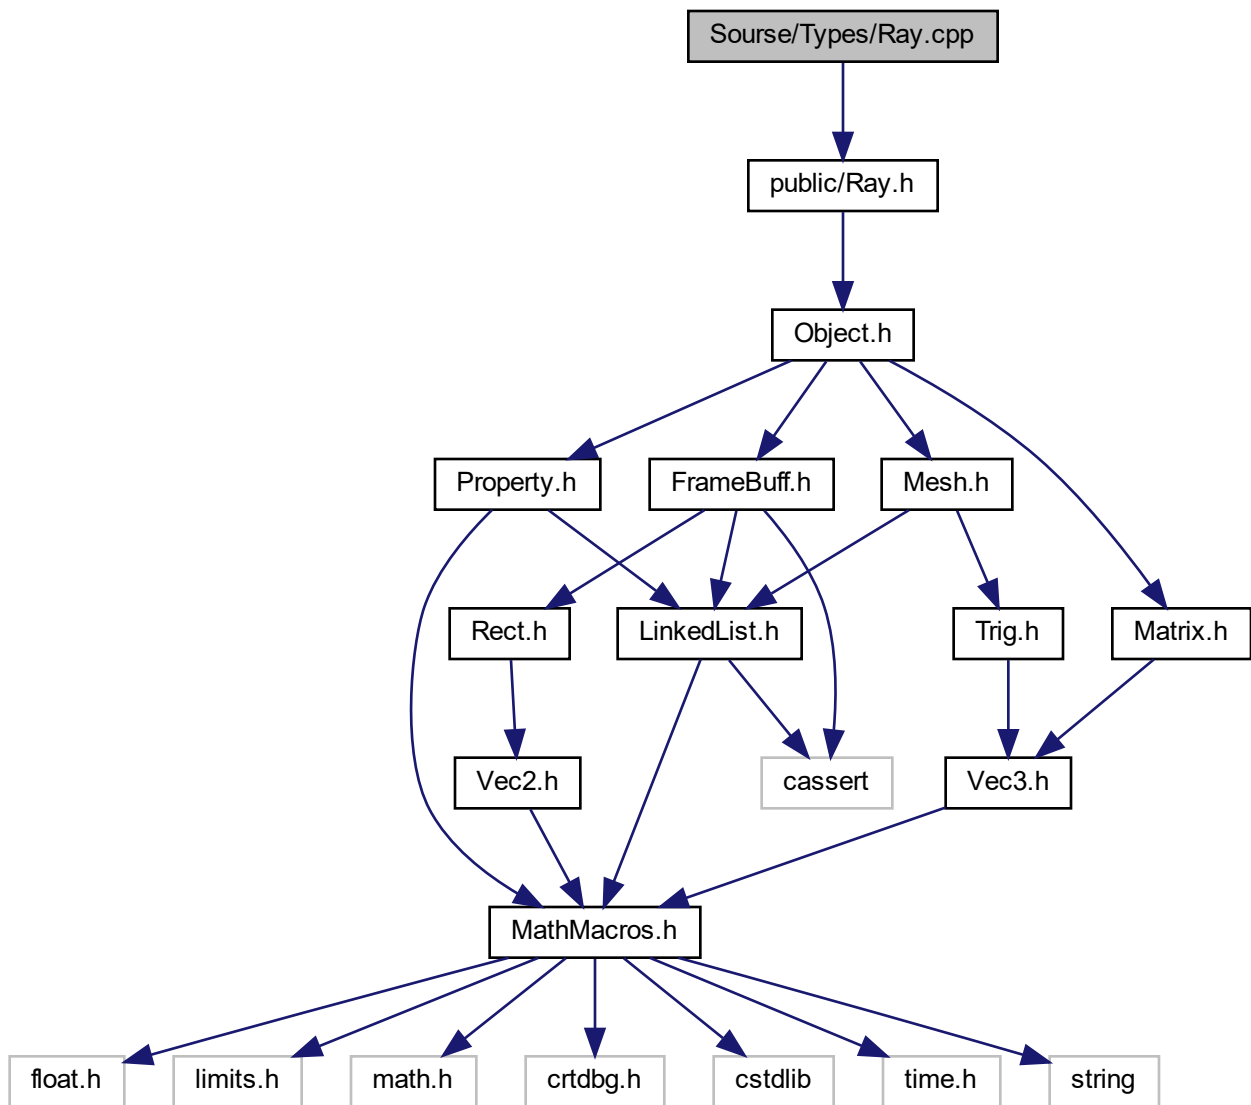 Sourse/Types/Ray.cpp
public/Ray.h
Object.h
Property.h
FrameBuff.h
Mesh.h
Rect.h
LinkedList.h
Trig.h
Matrix.h
Vec2.h
cassert
Vec3.h
MathMacros.h
float.h
limits.h
math.h
crtdbg.h
cstdlib
time.h
string